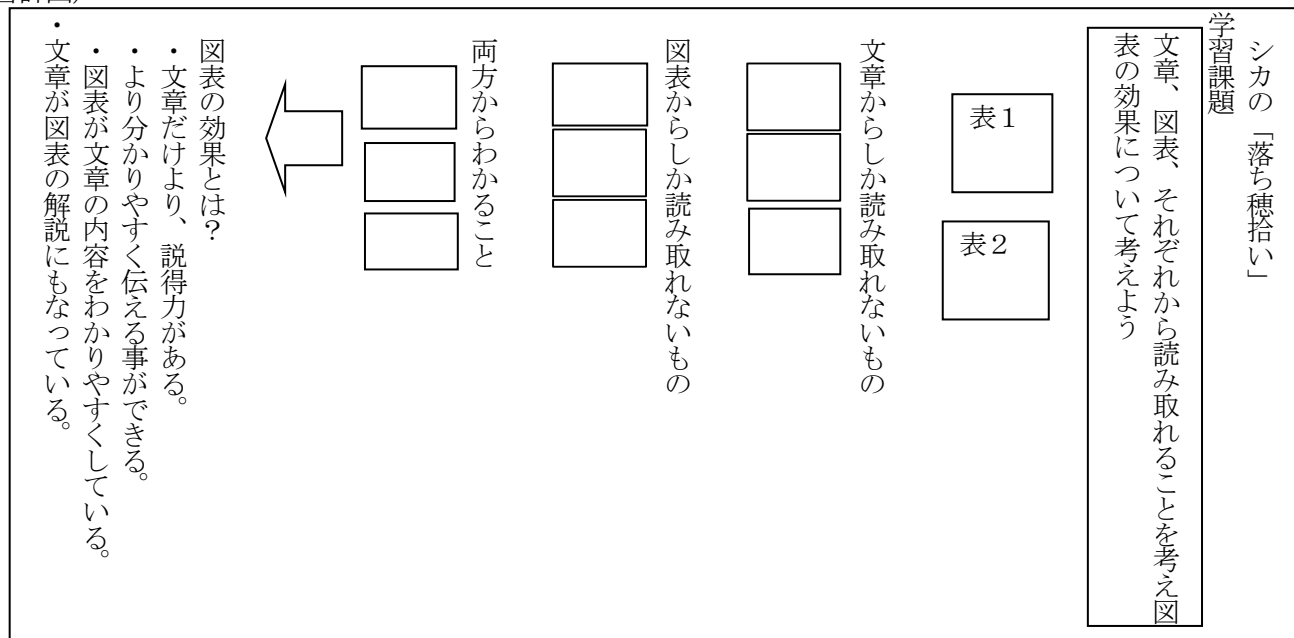 シカの「落ち穂拾い」
学習課題
文章、図表、それぞれから読み取れることを考え図
表の効果について考えよう
表１
表２
文章からしか読み取れないもの
図表からしか読み取れないもの
両方からわかること
図表の効果とは？
・文章だけより、説得力がある。
・より分かりやすく伝える事ができる。
・図表が文章の内容をわかりやすくしている。
・文章が図表の解説にもなっている。